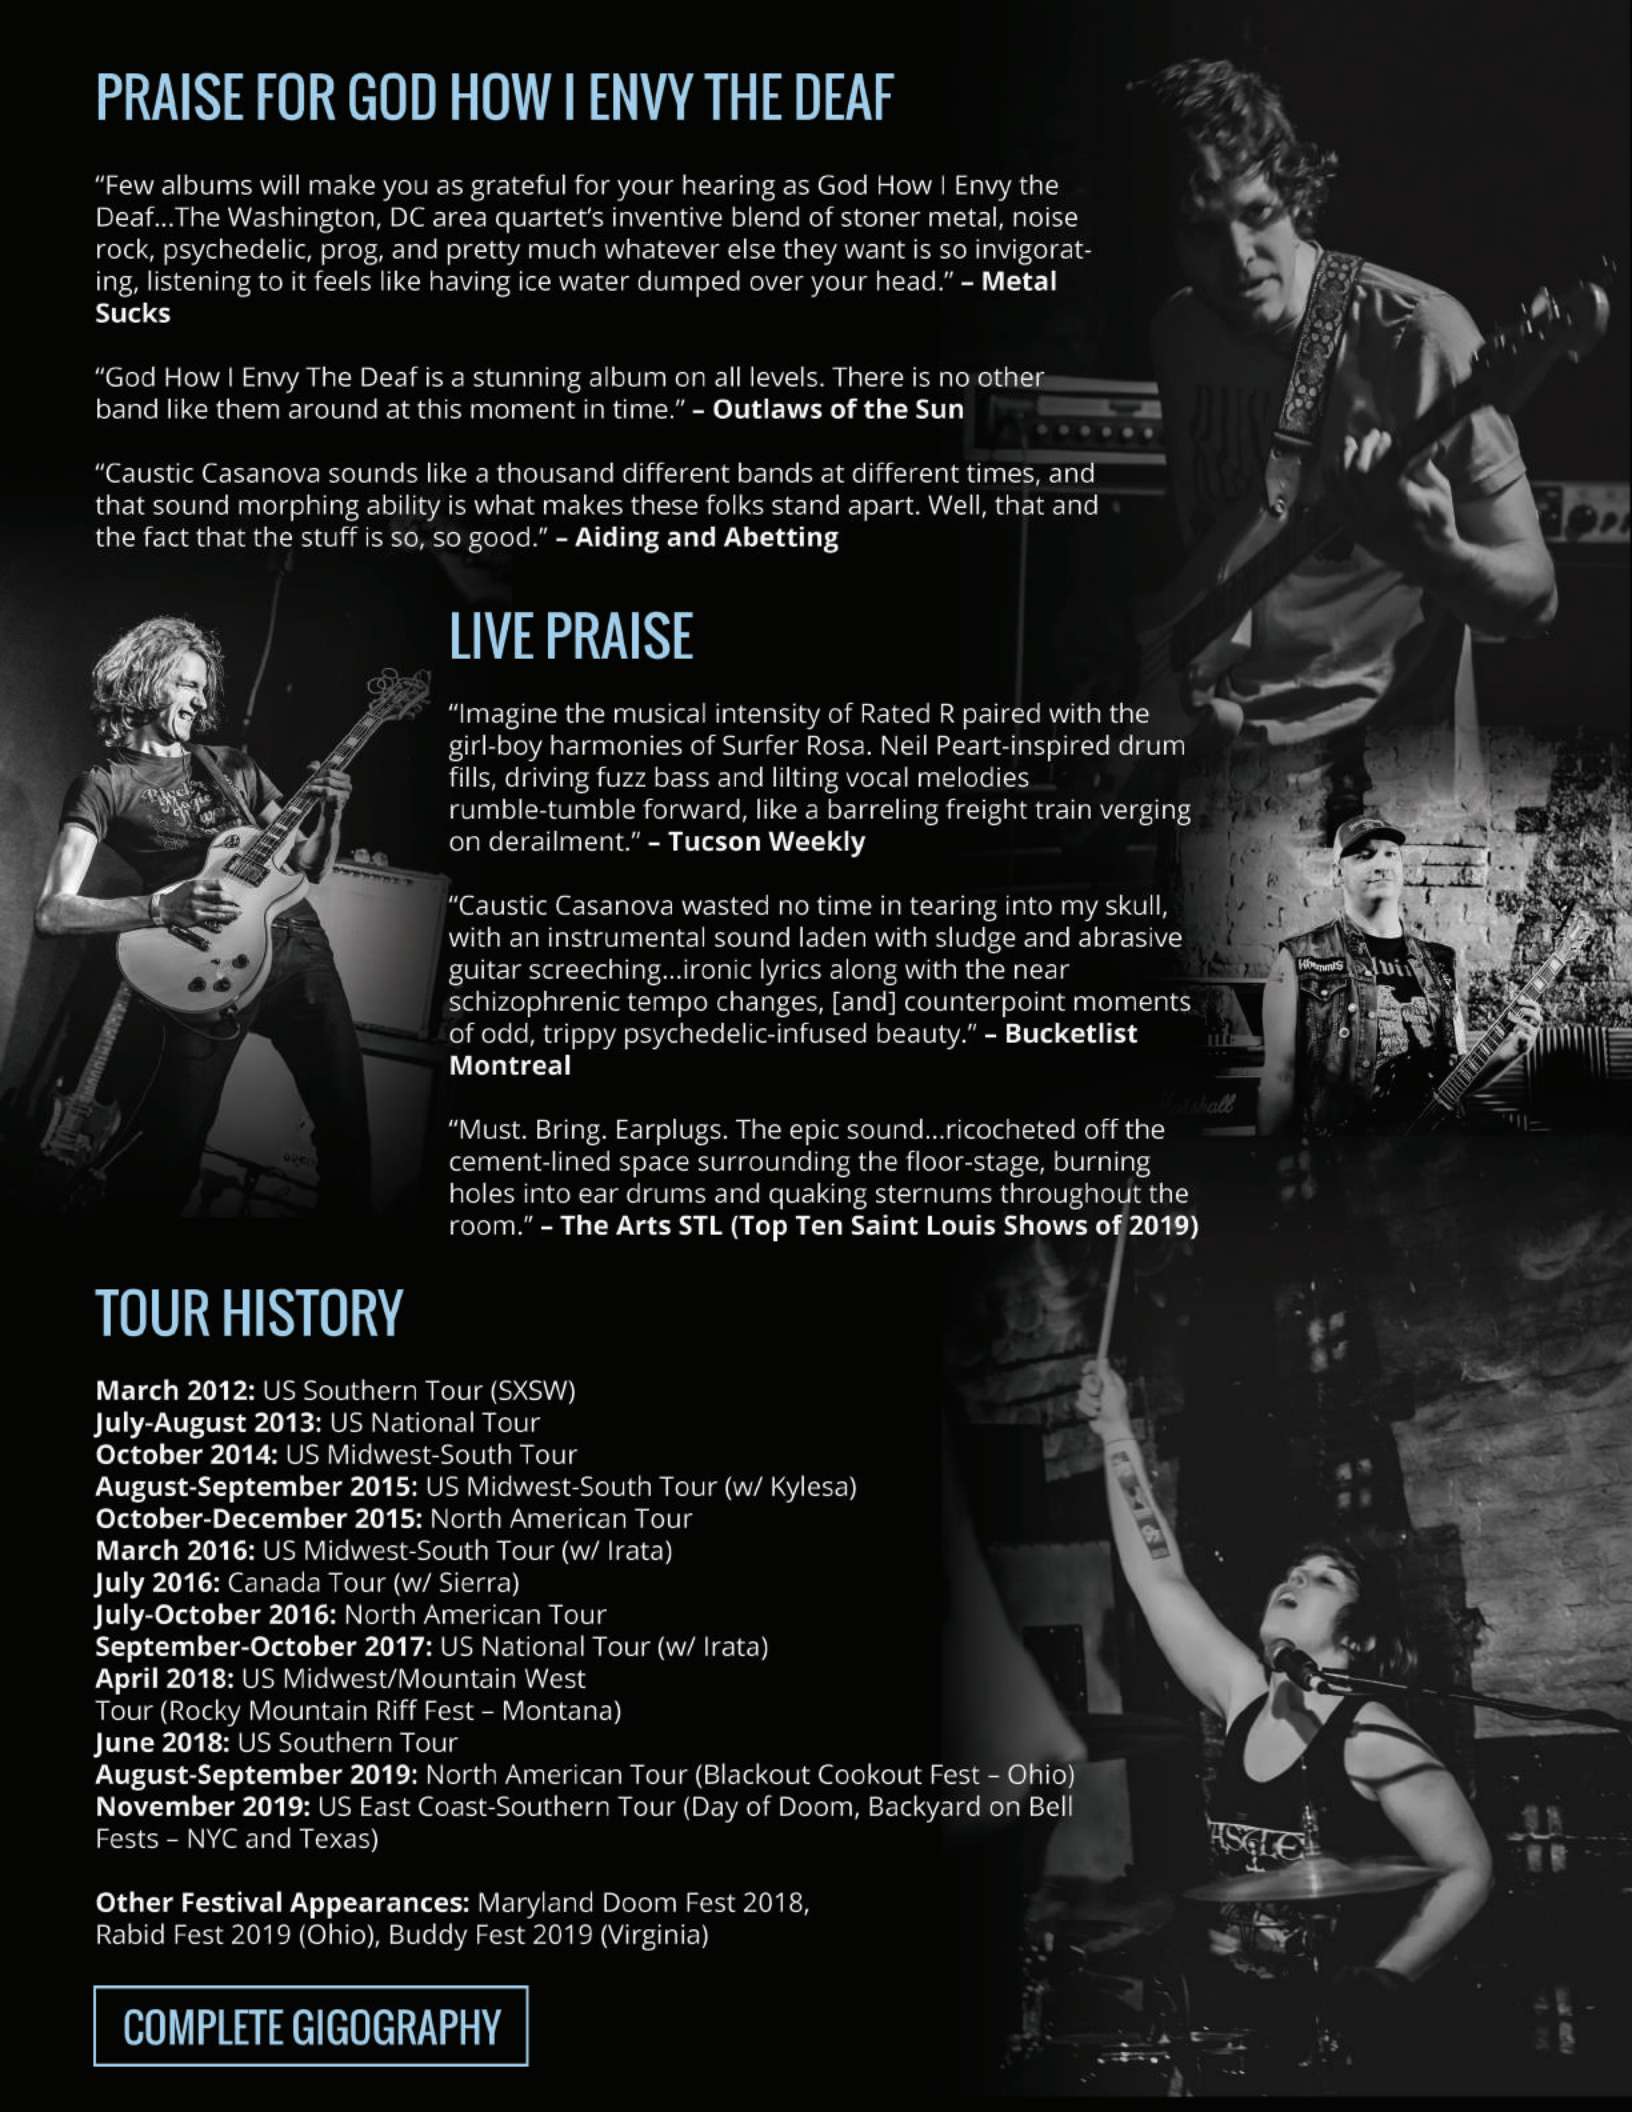 PRAISE FOR GOD HOW I ENVY THE DEAF
“Few albums will make you as grateful for your hearing as God How I Envy the
Deaf...The Washington, DC area quartet’s inventive blend of stoner metal, noise
rock, psychedelic, prog, and pretty much whatever else they want is so invigorat-
ing, listening to it feels like having ice water dumped over your head.” – Metal
Sucks
“God How I Envy The Deaf is a stunning album on all levels. There is no other
band like them around at this moment in time.” – Outlaws of the Sun
“Caustic Casanova sounds like a thousand different bands at different times, and
that sound morphing ability is what makes these folks stand apart. Well, that and
the fact that the stuff is so, so good.” – Aiding and Abetting
LIVE PRAISE
“Imagine the musical intensity of Rated R paired with the
girl-boy harmonies of Surfer Rosa. Neil Peart-inspired drum
fills, driving fuzz bass and lilting vocal melodies
rumble-tumble forward, like a barreling freight train verging
on derailment.” – Tucson Weekly
“Caustic Casanova wasted no time in tearing into my skull,
with an instrumental sound laden with sludge and abrasive
guitar screeching...ironic lyrics along with the near
schizophrenic tempo changes, [and] counterpoint moments
of odd, trippy psychedelic-infused beauty.” – Bucketlist
Montreal
Marshall
“Must. Bring. Earplugs. The epic sound...ricocheted off the
cement-lined space surrounding the floor-stage, burning
holes into ear drums and quaking sternums throughout the
room.” – The Arts STL (Top Ten Saint Louis Shows of 2019)
TOUR HISTORY
March 2012: US Southern Tour (SXSW)
July-August 2013: US National Tour
October 2014: US Midwest-South Tour
August-September 2015: US Midwest-South Tour (w/ Kylesa)
October-December 2015: North American Tour
March 2016: US Midwest-South Tour (w/ Irata)
July 2016: Canada Tour (w/ Sierra)
July-October 2016: North American Tour
September-October 2017: US National Tour (w/ Irata)
April 2018: US Midwest/Mountain West
Tour (Rocky Mountain Riff Fest – Montana)
June 2018: US Southern Tour
August-September 2019: North American Tour (Blackout Cookout Fest – Ohio)
November 2019: US East Coast-Southern Tour (Day of Doom, Backyard on Bell
Fests – NYC and Texas)
Other Festival Appearances: Maryland Doom Fest 2018,
Rabid Fest 2019 (Ohio), Buddy Fest 2019 (Virginia)
COMPLETE GIGOGRAPHY